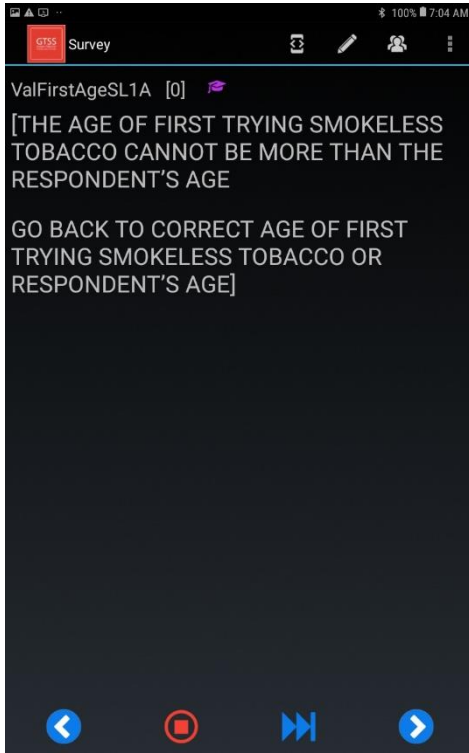 100% 7:04 AM
GTSS Survey
ValFirstAgeSL1A [0]
[THE AGE OF FIRST TRYING SMOKELESS
TOBACCO CANNOT BE MORE THAN THE
RESPONDENT’S AGE
GO BACK TO CORRECT AGE OF FIRST
TRYING SMOKELESS TOBACCO OR
RESPONDENT’S AGE]